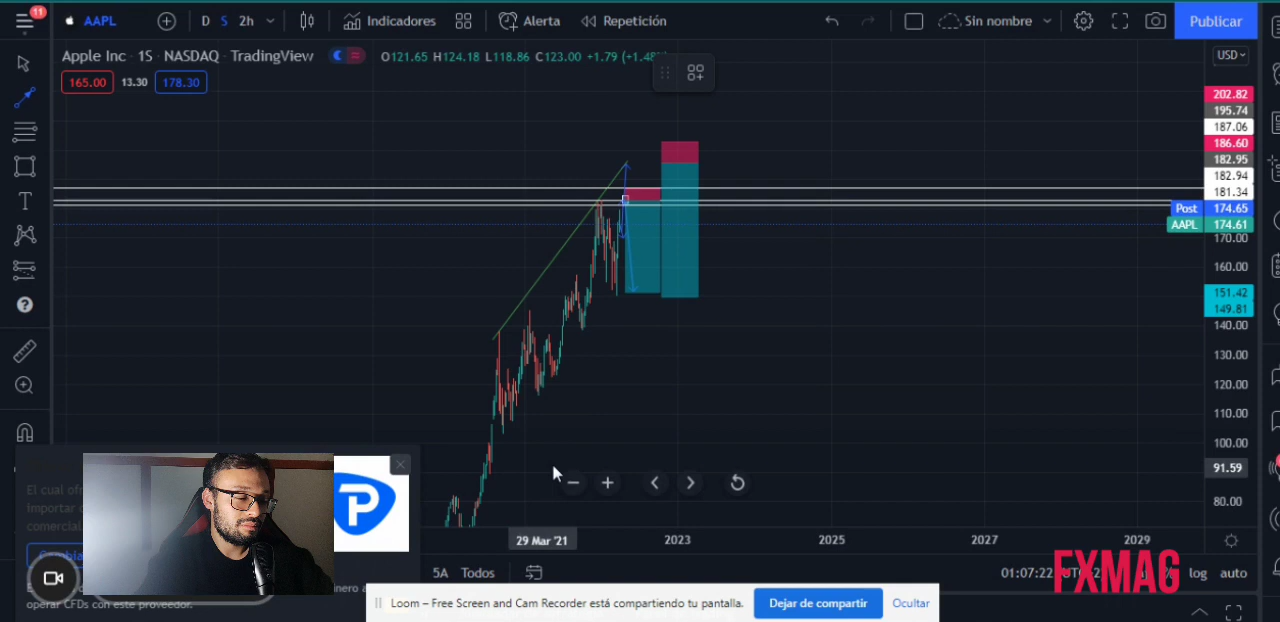 11
AAPL
D S 2h
Indicadores
Alerta
Repetición
Sin nombre
Publicar
Apple Inc · 1S · NASDAQ · TradingView
O121.65 H124.18 L118.86 C123.00 +1.79 (+1.48%
165.00 13.30 178.30
USD
202.82
195.74
187.06
186.60
182.95
182.94
181.34
Post 174.65
AAPL 174.61
170.00
160.00
151.42
149.81
140.00
130.00
120.00
110.00
100.00
91.59
80.00
El cual
Importar
comercial.
P
29 Mar '21 2023 2025 2027 2029
5A Todos
01:07:22
log auto
FXMAG
operar CFDs con este proveedor.
Loom – Free Screen and Cam Recorder está compartiendo tu pantalla.
Dejar de compartir
Ocultar